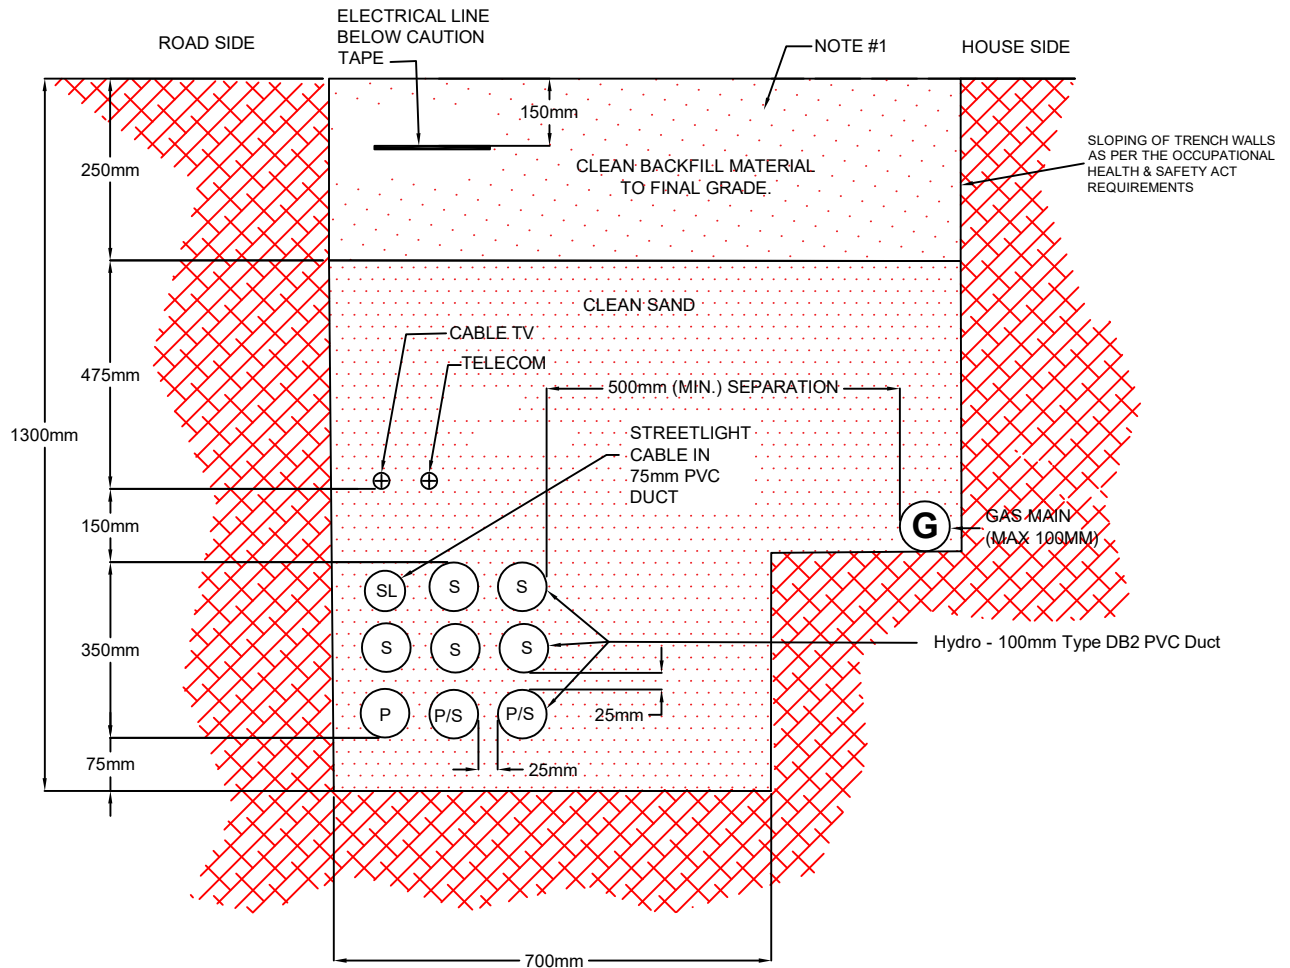 ELECTRICAL LINE
BELOW CAUTION
TAPE
ROAD SIDE
NOTE #1
HOUSE SIDE
150mm
SLOPING OF TRENCH WALLS
AS PER THE OCCUPATIONAL
HEALTH & SAFETY ACT
REQUIREMENTS
250mm
CLEAN BACKFILL MATERIAL
TO FINAL GRADE.
CLEAN SAND
CABLE TV
TELECOM
475mm
500mm (MIN.) SEPARATION
1300mm
STREETLIGHT
CABLE IN
75mm PVC
DUCT
150mm
G
GAS MAIN
(MAX 100MM)
SL
S
S
350mm
S
S
S
Hydro - 100mm Type DB2 PVC Duct
P
P/S
P/S
25mm
75mm
25mm
700mm